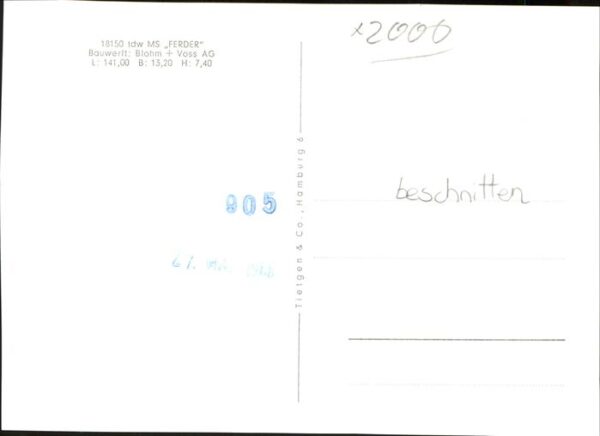 18150 tdw MS „FERDER"
Bauwerft: Blohm + Voss AG
L: 141,00 B: 13,20 H: 7,40
x2000
905
beschnitten
Tietgen & Co., Hamburg 6